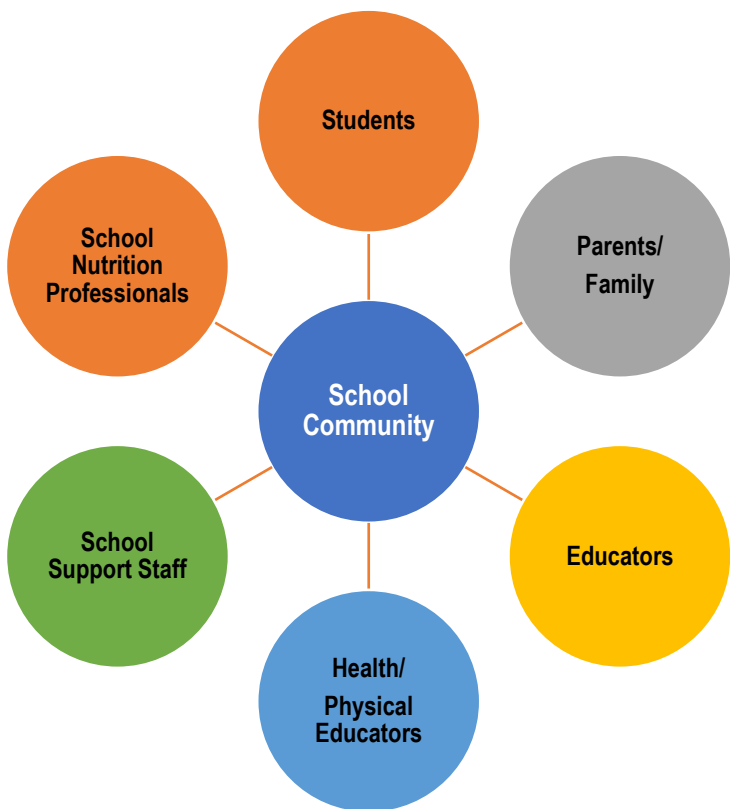 Students
School
Nutrition
Professionals
Parents/
Family
School
Community
School
Support Staff
Educators
Health/
Physical
Educators